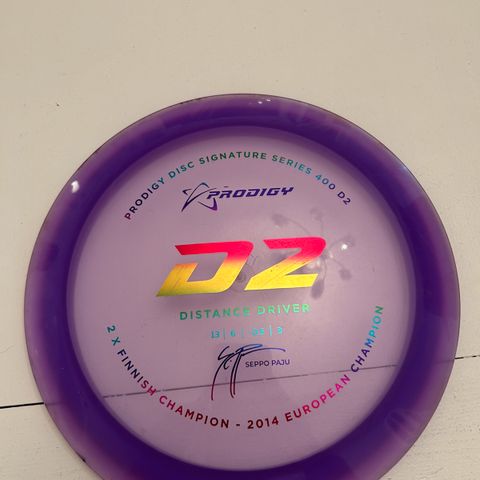 PRODIGY DISC SIGNATURE SERIES 400 D2
PRODIGY
D2
DISTANCE DRIVER
13 | 6 | -0.5 | 3
SEPPO PAJU
2 X FINNISH CHAMPION - 2014 EUROPEAN CHAMPION